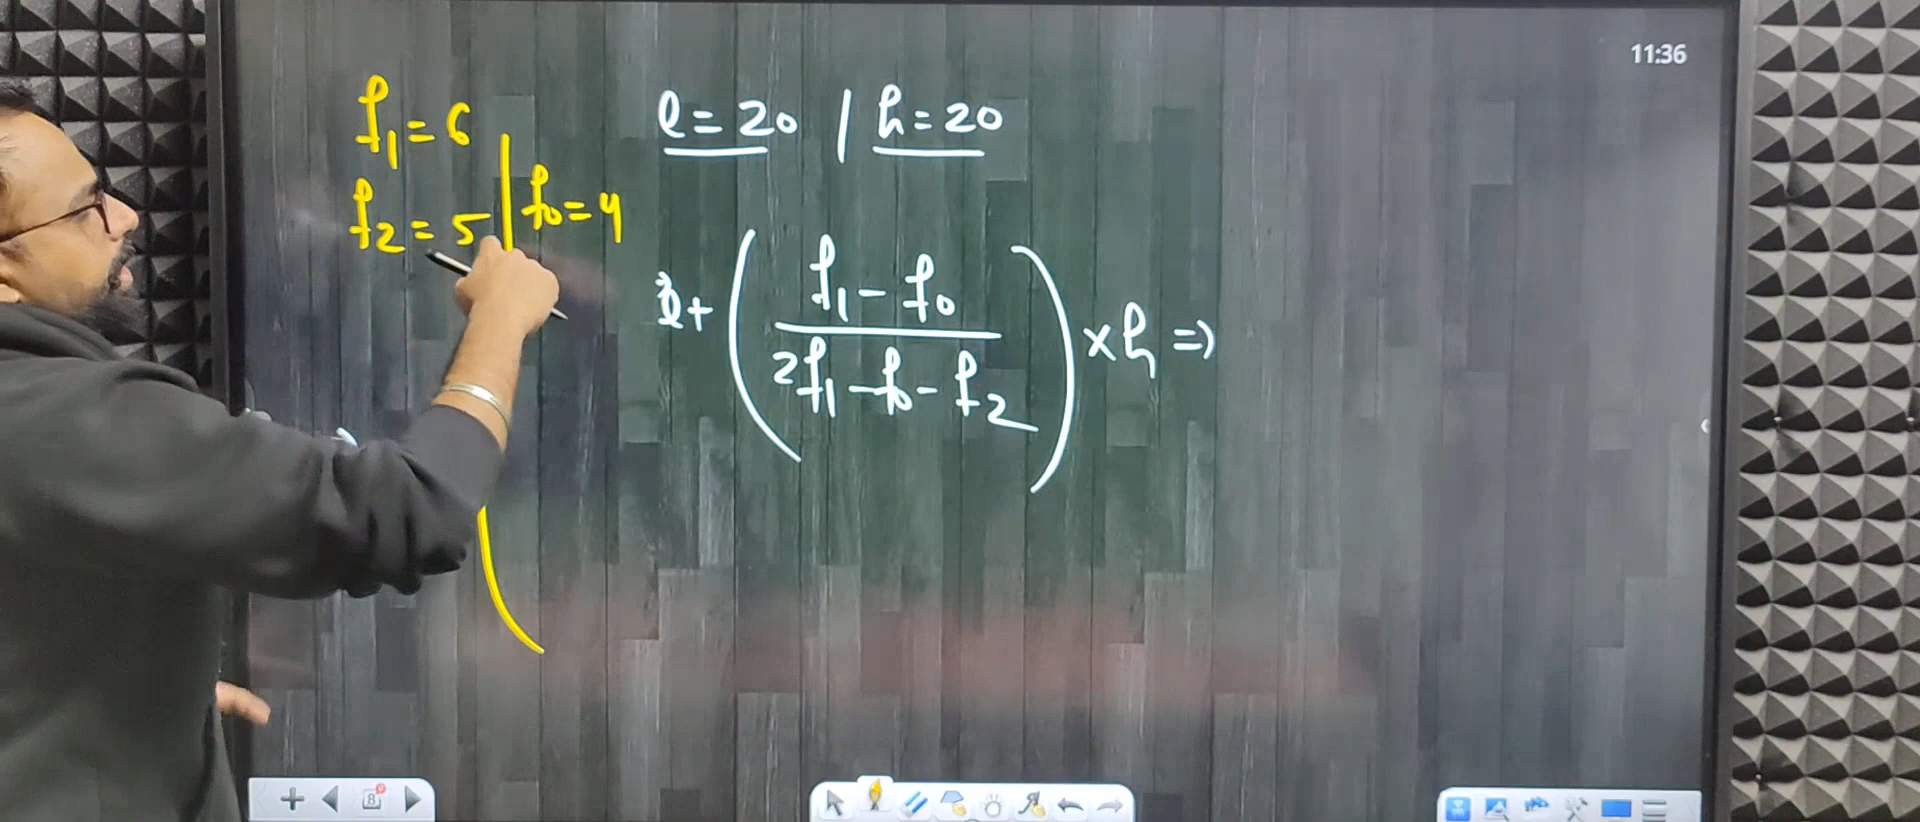 11:36
f₁ = 6
f₂ = 5 | f₀ = 4
l = 20 | h = 20
l + ( (f₁ - f₀) / (2f₁ - f₀ - f₂) ) × h ⇒
8